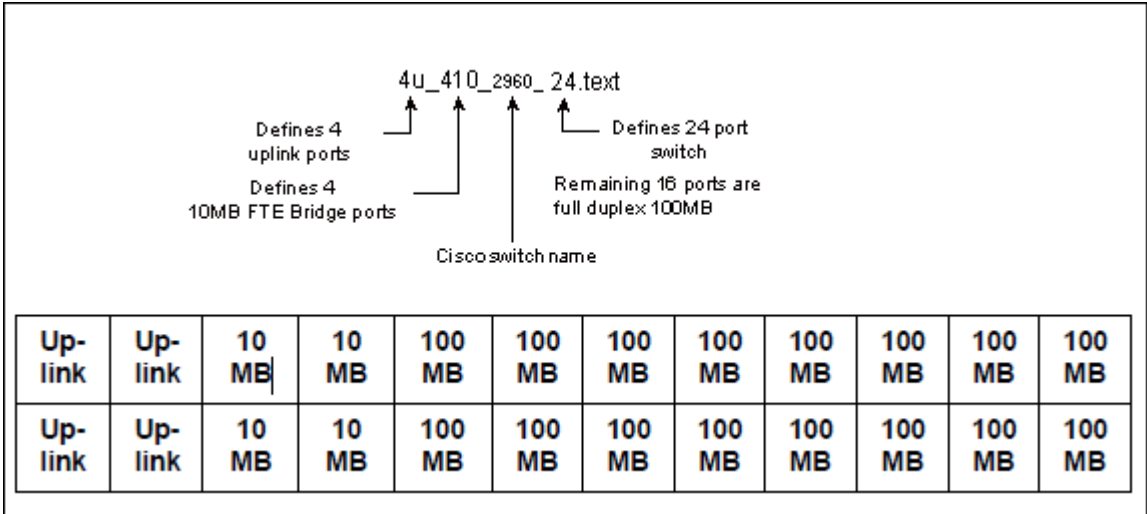 4u_410_2960_ 24.text
Defines 4
uplink ports
Defines 24 port
switch
Defines 4
10MB FTE Bridge ports
Remaining 16 ports are
full duplex 100MB
Cisco switch name
Up- Up- 10 10 100 100 100 100 100 100 100 100
link link MB MB MB MB MB MB MB MB MB MB
Up- Up- 10 10 100 100 100 100 100 100 100 100
link link MB MB MB MB MB MB MB MB MB MB